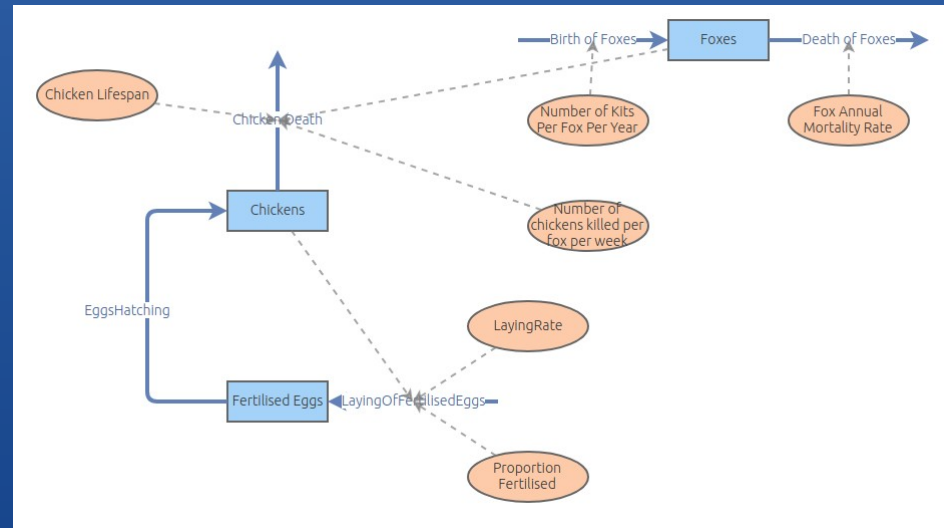 Birth of Foxes
Foxes
Death of Foxes
Chicken Lifespan
Chicken Death
Number of Kits
Per Fox Per Year
Fox Annual
Mortality Rate
Chickens
Number of
chickens killed per
fox per week
EggsHatching
LayingRate
Fertilised Eggs
LayingOfFertilisedEggs
Proportion
Fertilised